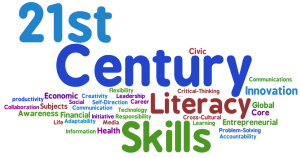 21st
Civic
Century
Communications
Flexibility
Critical-Thinking
Innovation
productivity
Economic
Creativity
Leadership
Literacy
Collaboration
Subjects
Social
Self-Direction
Career
Global
Awareness
Financial
Communication
Technology
Cross-Cultural
Core
Life
Adaptability
Initiative
Responsibility
Media
Skills
Learning
Entrepreneurial
Information
Health
Problem-Solving
Accountability